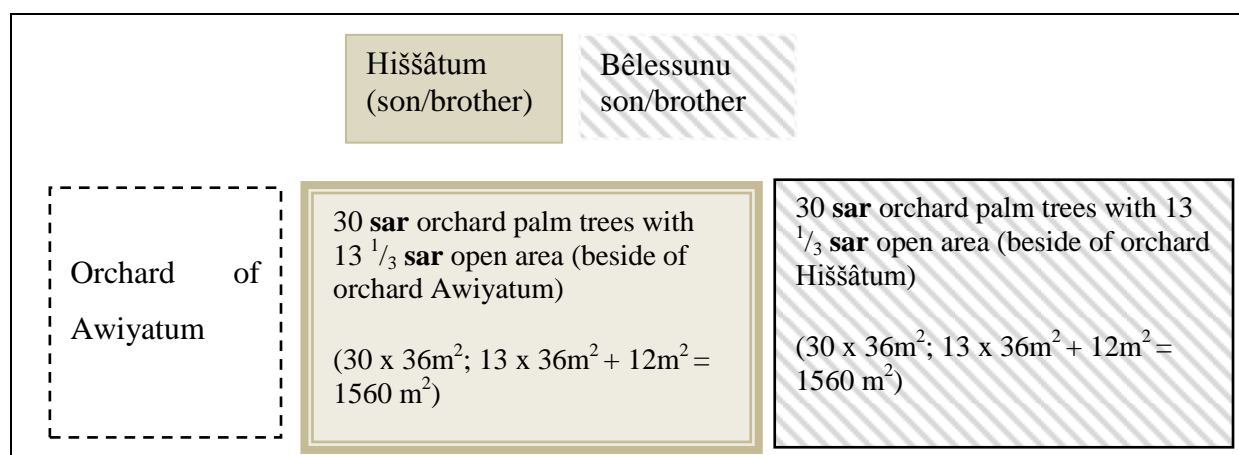 Hiššâtum
(son/brother)
Bêlessunu
son/brother
Orchard of
Awiyatum
30 sar orchard palm trees with
13 ¹/₃ sar open area (beside of
orchard Awiyatum)
(30 x 36m²; 13 x 36m² + 12m² =
1560 m²)
30 sar orchard palm trees with 13
¹/₃ sar open area (beside of orchard
Hiššâtum)
(30 x 36m²; 13 x 36m² + 12m² =
1560 m²)